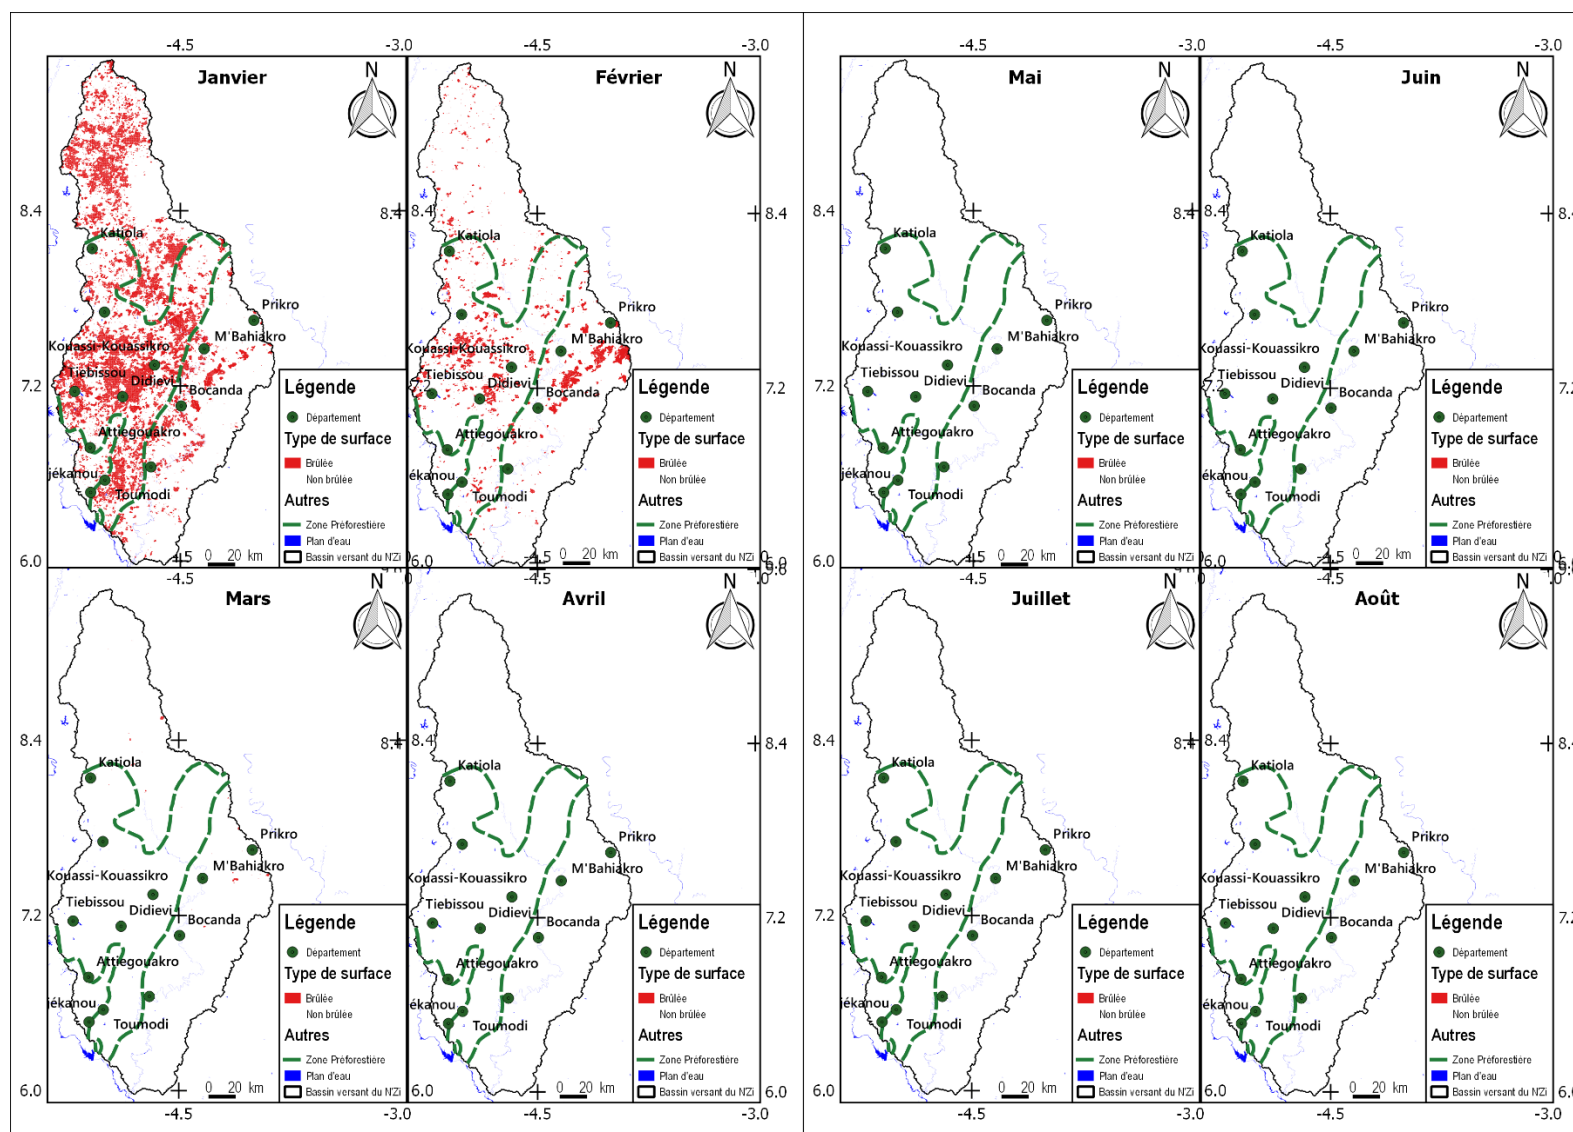 -4.5 -3.0 -4.5 -3.0
Janvier
N
Février
N
8.4
8.4
8.4
Katiola
Katiola
Prikro
Prikro
M'Bahiakro
M'Bahiakro
Kouassi-Kouassikro
Kouassi-Kouassikro
Tiebissou
Didievi
Bocanda
Tiebissou
Didievi
Bocanda
7.2
7.2
7.2
Attiegouakro
Attiegouakro
jékanou
Toumodi
ékanou
Toumodi
Légende
Département
Type de surface
Brûlée
Non brûlée
Autres
Zone Préforestière
Plan d'eau
Bassin versant du N'Zi
Légende
Département
Type de surface
Brûlée
Non brûlée
Autres
Zone Préforestière
Plan d'eau
Bassin versant du N'Zi
0 20 km
0 20 km
6.0
6.0
-4.5
-4.5
Mars
N
Avril
N
8.4
8.4
8.4
Katiola
Katiola
Prikro
Prikro
M'Bahiakro
M'Bahiakro
Kouassi-Kouassikro
Kouassi-Kouassikro
Tiebissou
Didievi
Bocanda
Tiebissou
Didievi
Bocanda
7.2
7.2
Attiegouakro
Attiegouakro
jékanou
Toumodi
ékanou
Toumodi
Légende
Département
Type de surface
Brûlée
Non brûlée
Autres
Zone Préforestière
Plan d'eau
Bassin versant du N'Zi
Légende
Département
Type de surface
Brûlée
Non brûlée
Autres
Zone Préforestière
Plan d'eau
Bassin versant du N'Zi
0 20 km
0 20 km
6.0
6.0
6.0
-4.5 -3.0 -4.5 -3.0
-4.5 -3.0 -4.5 -3.0
Mai
N
Juin
N
8.4
8.4
8.4
8.4
Katiola
Katiola
Prikro
Prikro
M'Bahiakro
M'Bahiakro
Kouassi-Kouassikro
Kouassi-Kouassikro
Tiebissou
Didievi
Bocanda
Tiebissou
Didievi
Bocanda
7.2
7.2
7.2
Attiegouakro
Attiegouakro
jékanou
Toumodi
ékanou
Toumodi
Légende
Département
Type de surface
Brûlée
Non brûlée
Autres
Zone Préforestière
Plan d'eau
Bassin versant du N'Zi
Légende
Département
Type de surface
Brûlée
Non brûlée
Autres
Zone Préforestière
Plan d'eau
Bassin versant du N'Zi
0 20 km
0 20 km
6.0
6.0
-4.5
-4.5
Juillet
N
Août
N
8.4
8.4
8.4
8.4
Katiola
Katiola
Prikro
Prikro
M'Bahiakro
M'Bahiakro
Kouassi-Kouassikro
Kouassi-Kouassikro
Tiebissou
Didievi
Bocanda
Tiebissou
Didievi
Bocanda
7.2
7.2
Attiegouakro
Attiegouakro
jékanou
Toumodi
ékanou
Toumodi
Légende
Département
Type de surface
Brûlée
Non brûlée
Autres
Zone Préforestière
Plan d'eau
Bassin versant du N'Zi
Légende
Département
Type de surface
Brûlée
Non brûlée
Autres
Zone Préforestière
Plan d'eau
Bassin versant du N'Zi
0 20 km
0 20 km
6.0
6.0
6.0
-4.5 -3.0 -4.5 -3.0